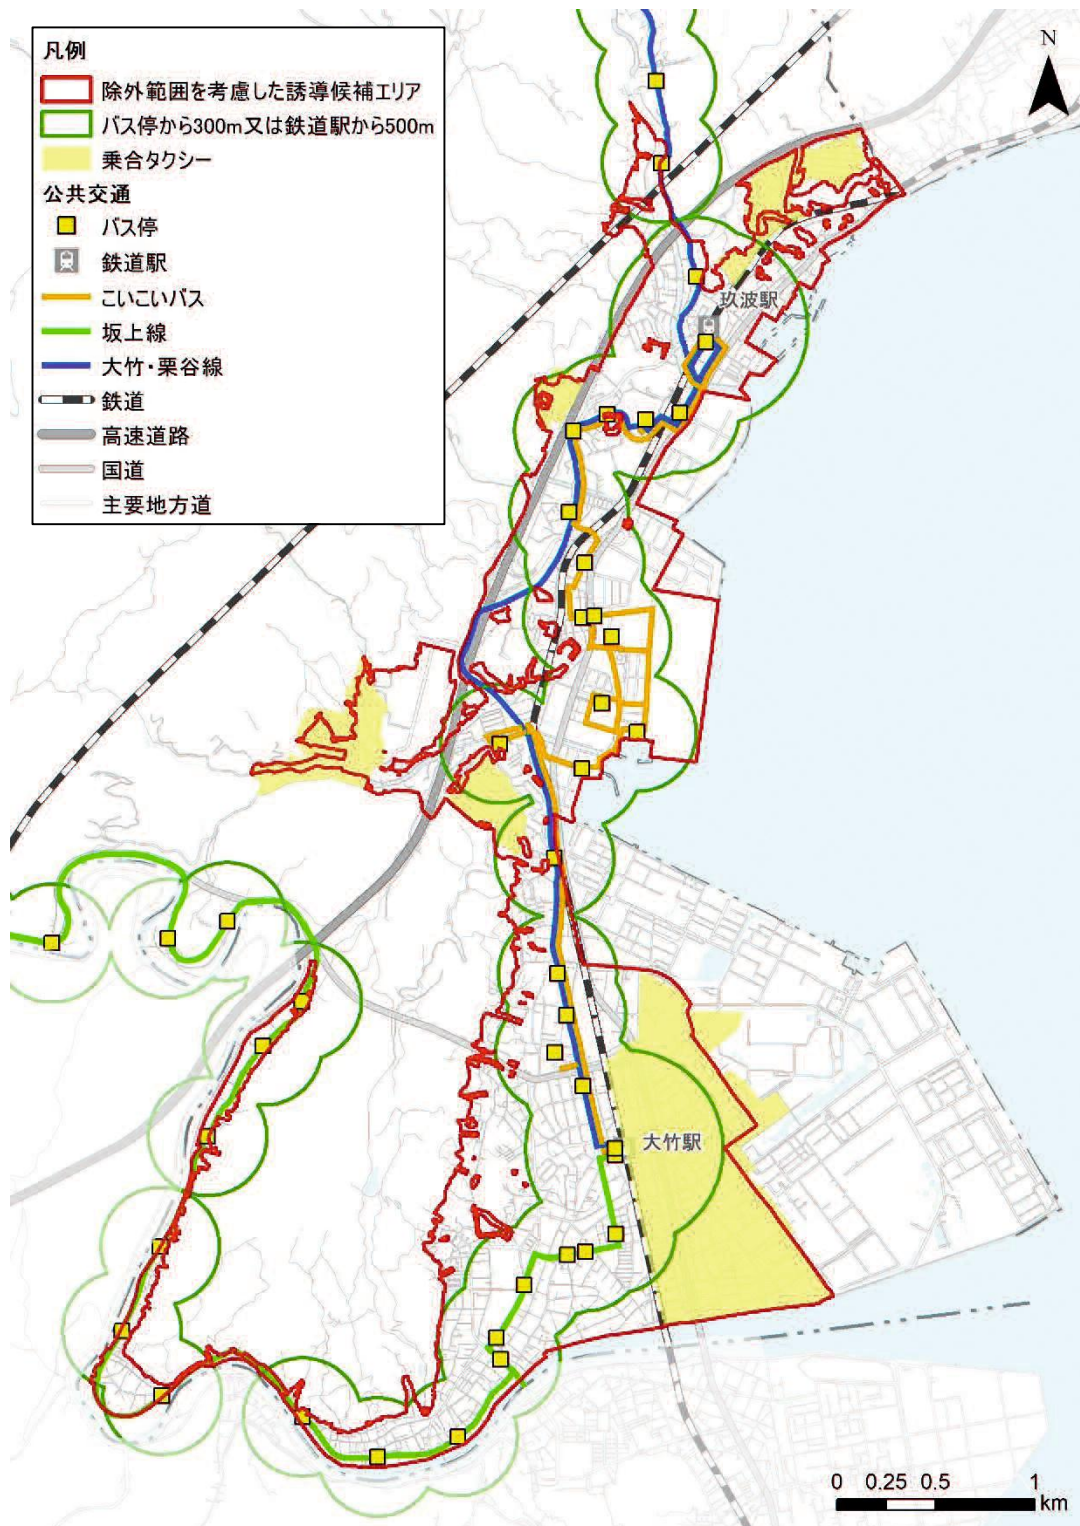 凡例
除外範囲を考慮した誘導候補エリア
バス停から300m又は鉄道駅から500m
乗合タクシー
公共交通
バス停
鉄道駅
こいこいバス
坂上線
大竹・栗谷線
鉄道
高速道路
国道
主要地方道
N
玖波駅
大竹駅
0 0.25 0.5 1
km